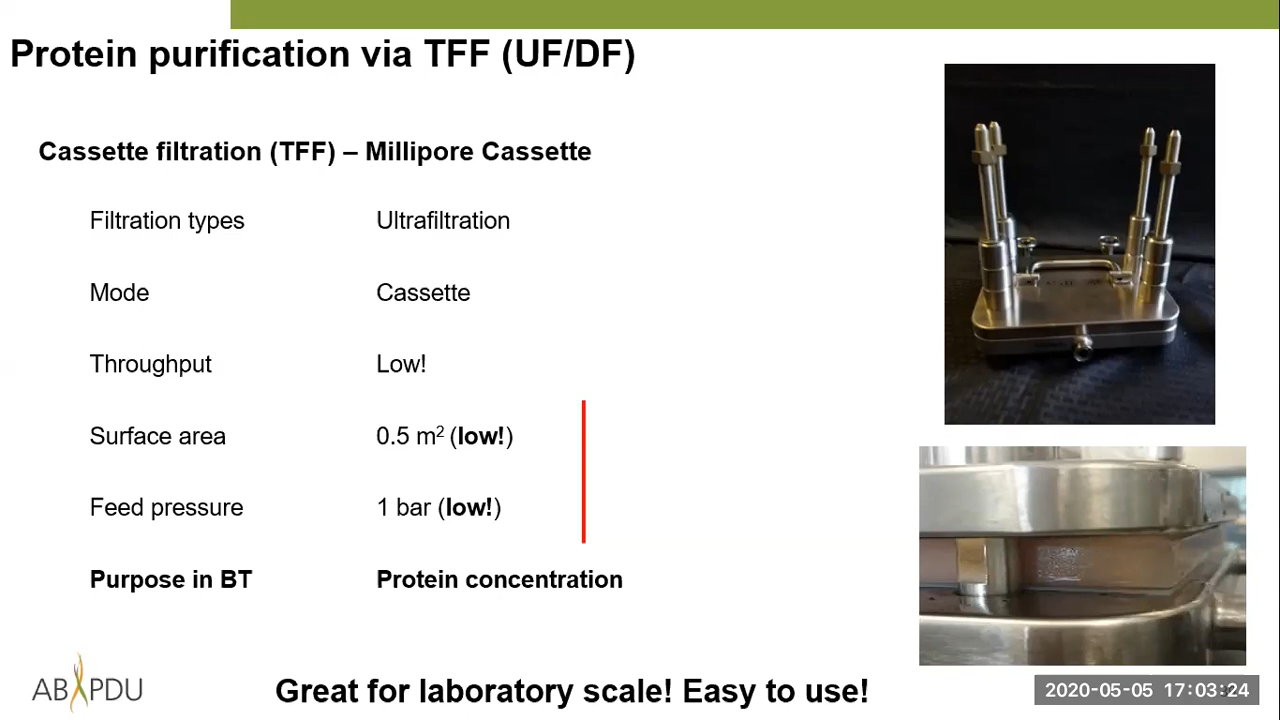 Protein purification via TFF (UF/DF)
Cassette filtration (TFF) – Millipore Cassette
Filtration types Ultrafiltration
Mode Cassette
Throughput Low!
Surface area 0.5 m² (low!)
Feed pressure 1 bar (low!)
Purpose in BT Protein concentration
Great for laboratory scale! Easy to use!
AB PDU
2020-05-05 17:03:24